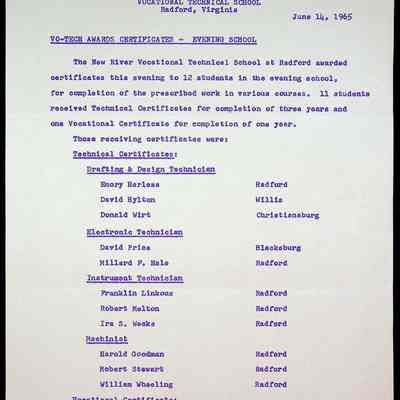 VOCATIONAL TECHNICAL SCHOOL
Radford, Virginia
June 14, 1965
VO-TECH AWARDS CERTIFICATES - EVENING SCHOOL
The New River Vocational Technical School at Radford awarded
certificates this evening to 12 students in the evening school,
for completion of the prescribed work in various courses. 11 students
received Technical Certificates for completion of three years and
one Vocational Certificate for completion of one year.
Those receiving certificates were:
Technical Certificates:
Drafting & Design Technician
Emory Harless Radford
David Hylton Willis
Donald Wirt Christiansburg
Electronic Technician
David Price Blacksburg
Millard F. Hale Radford
Instrument Technician
Franklin Linkous Radford
Robert Melton Radford
Ira S. Weeks Radford
Machinist
Harold Goodman Radford
Robert Stewart Radford
William Wheeling Radford
Vocational Certificate: